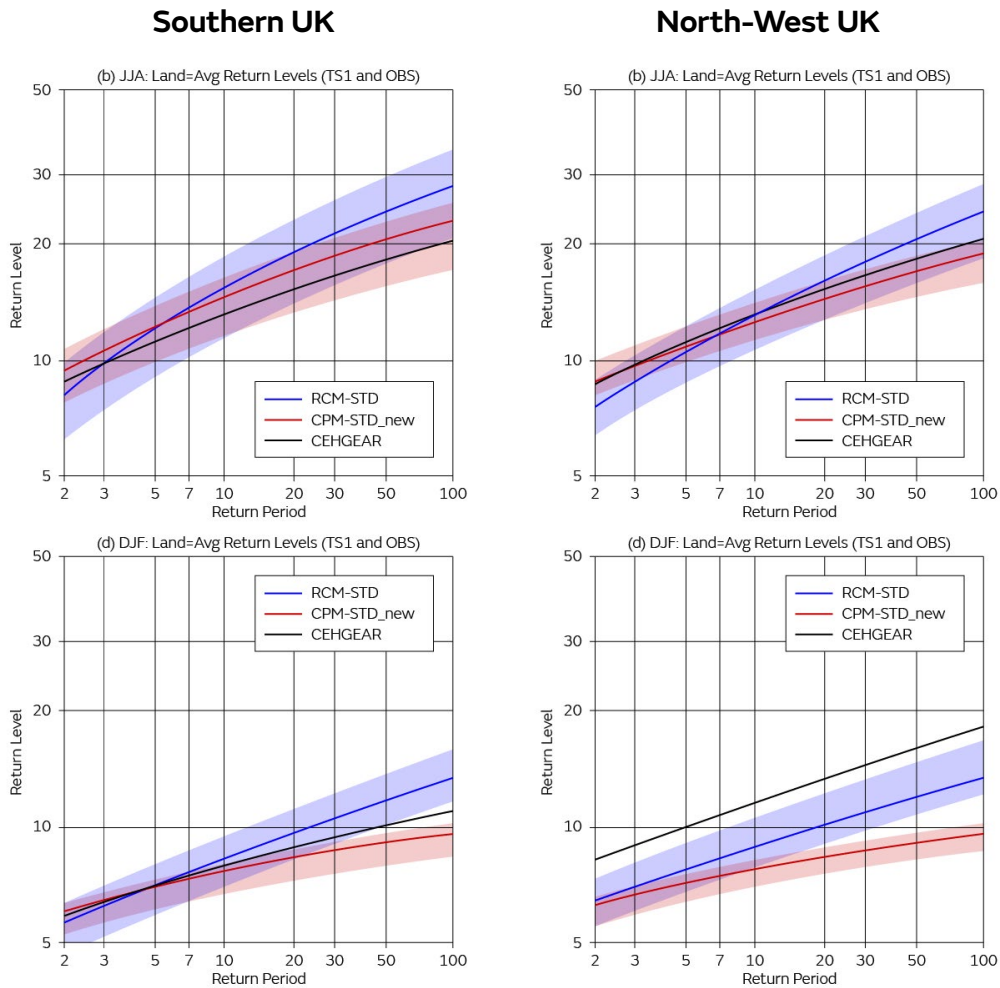 Southern UK
North-West UK
(b) JJA: Land=Avg Return Levels (TS1 and OBS)
50
30
20
10
5
Return Level
RCM-STD
CPM-STD_new
CEHGEAR
2 3 5 7 10 20 30 50 100
Return Period
(b) JJA: Land=Avg Return Levels (TS1 and OBS)
50
30
20
10
5
Return Level
RCM-STD
CPM-STD_new
CEHGEAR
2 3 5 7 10 20 30 50 100
Return Period
(d) DJF: Land=Avg Return Levels (TS1 and OBS)
50
30
20
10
5
Return Level
RCM-STD
CPM-STD_new
CEHGEAR
2 3 5 7 10 20 30 50 100
Return Period
(d) DJF: Land=Avg Return Levels (TS1 and OBS)
50
30
20
10
5
Return Level
RCM-STD
CPM-STD_new
CEHGEAR
2 3 5 7 10 20 30 50 100
Return Period